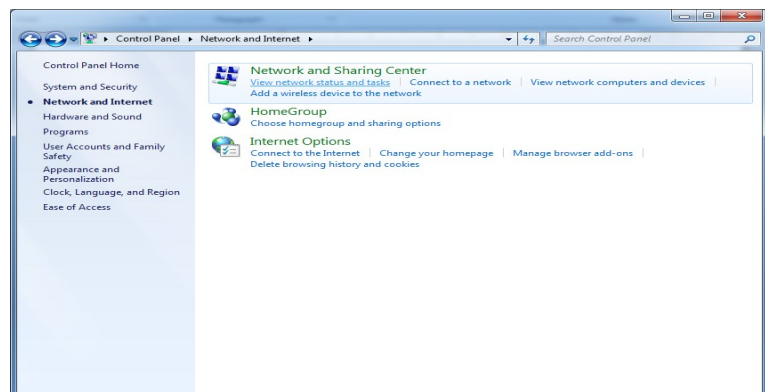 Control Panel ▸ Network and Internet ▸
Search Control Panel
Control Panel Home
System and Security
Network and Internet
Hardware and Sound
Programs
User Accounts and Family
Safety
Appearance and
Personalization
Clock, Language, and Region
Ease of Access
Network and Sharing Center
View network status and tasks | Connect to a network | View network computers and devices |
Add a wireless device to the network
HomeGroup
Choose homegroup and sharing options
Internet Options
Connect to the Internet | Change your homepage | Manage browser add-ons |
Delete browsing history and cookies